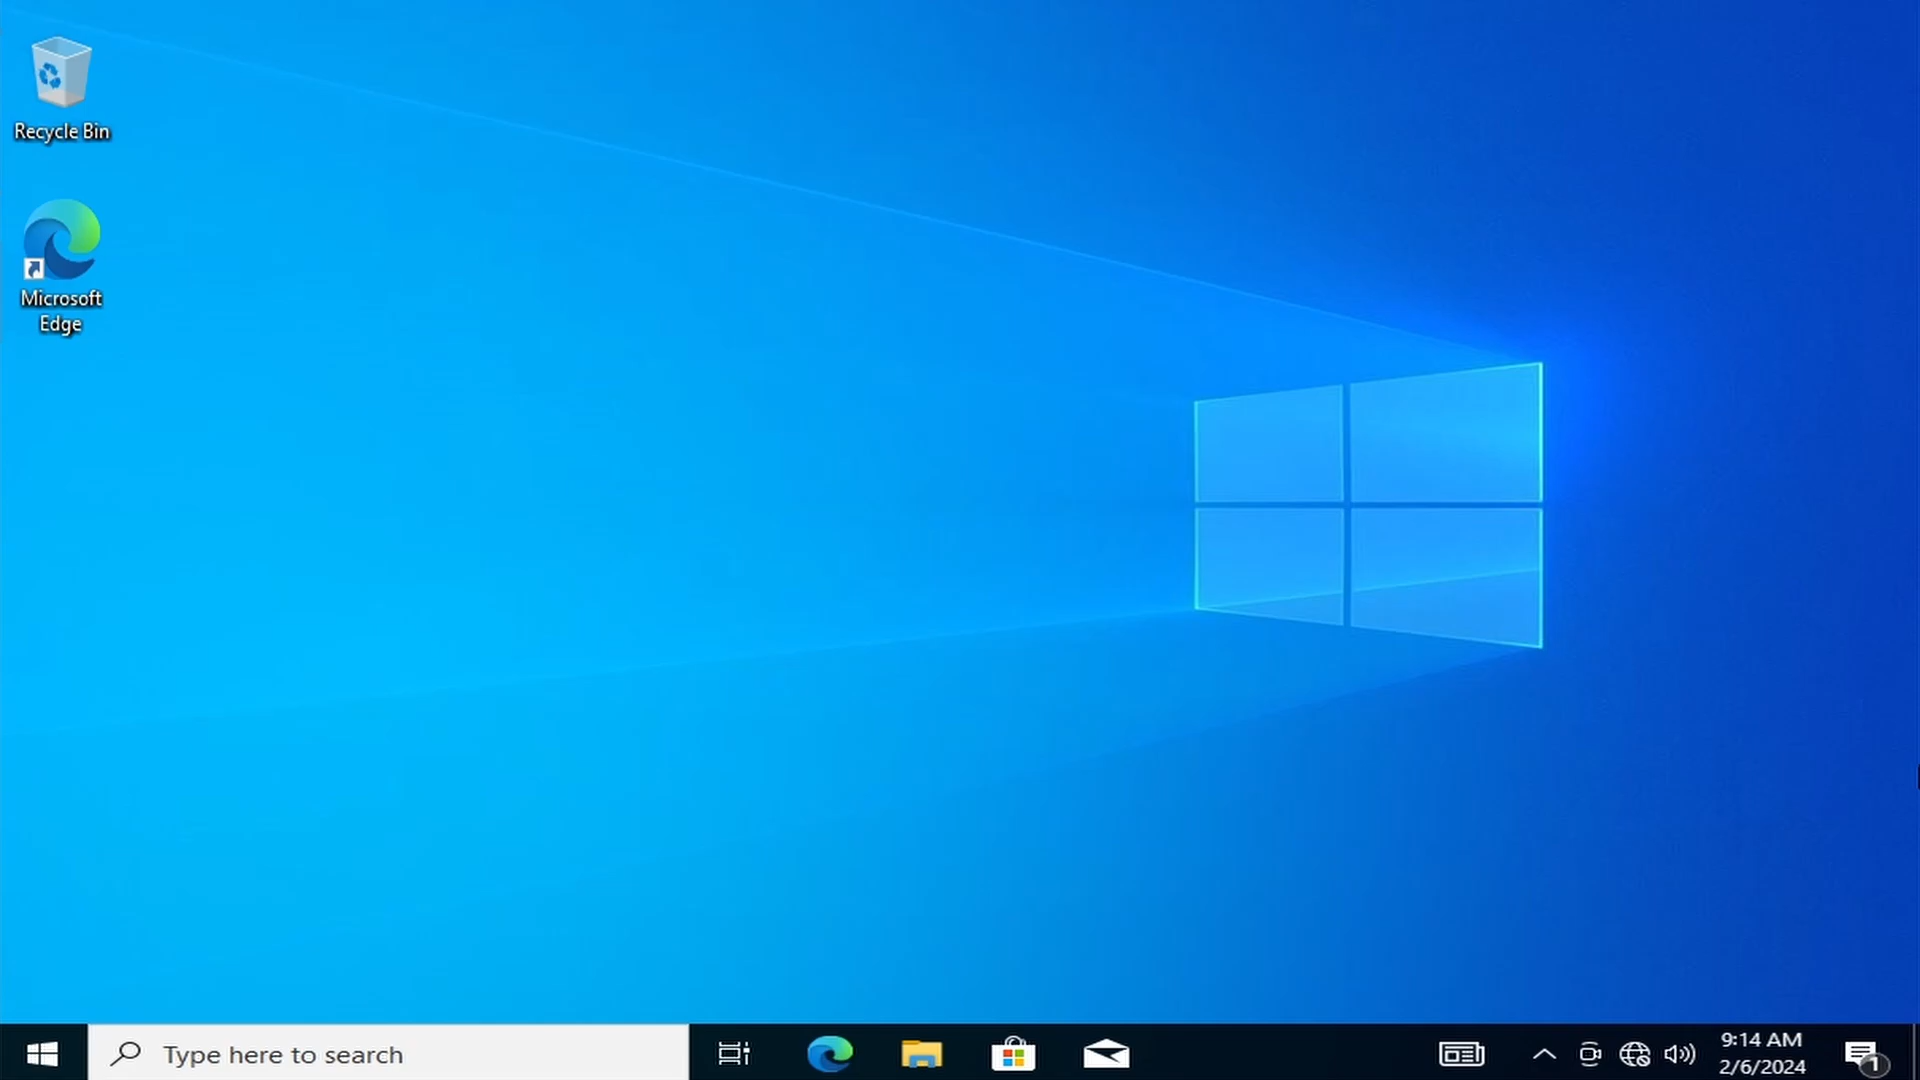 Recycle Bin
Microsoft
Edge
Type here to search
9:14 AM
2/6/2024
1